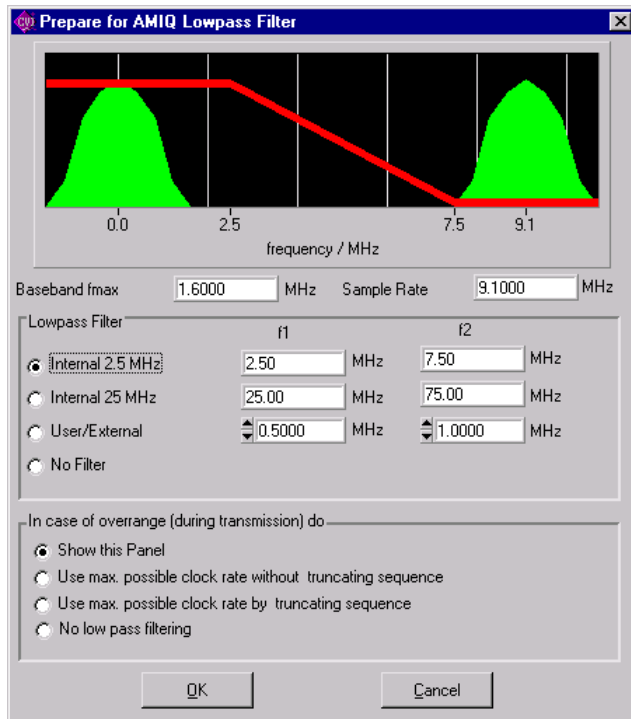 CVI Prepare for AMIQ Lowpass Filter
0.0 2.5 7.5 9.1
frequency / MHz
Baseband fmax 1.6000 MHz Sample Rate 9.1000 MHz
Lowpass Filter
f1 f2
Internal 2.5 MHz 2.50 MHz 7.50 MHz
Internal 25 MHz 25.00 MHz 75.00 MHz
User/External 0.5000 MHz 1.0000 MHz
No Filter
In case of overrange (during transmission) do
Show this Panel
Use max. possible clock rate without truncating sequence
Use max. possible clock rate by truncating sequence
No low pass filtering
OK Cancel